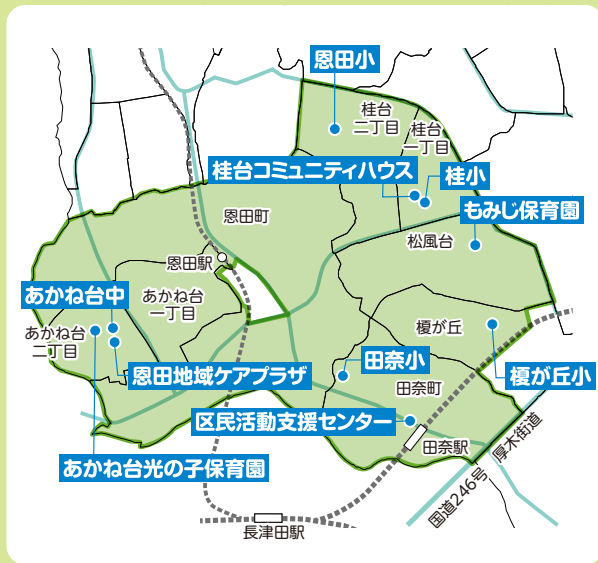 恩田小
桂台
二丁目
桂台
一丁目
桂台コミュニティハウス
桂小
もみじ保育園
恩田町
松風台
恩田駅
あかね台中
あかね台
一丁目
あかね台
二丁目
榎が丘
恩田地域ケアプラザ
田奈小
田奈町
榎が丘小
区民活動支援センター
田奈駅
厚木街道
国道246号
あかね台光の子保育園
長津田駅